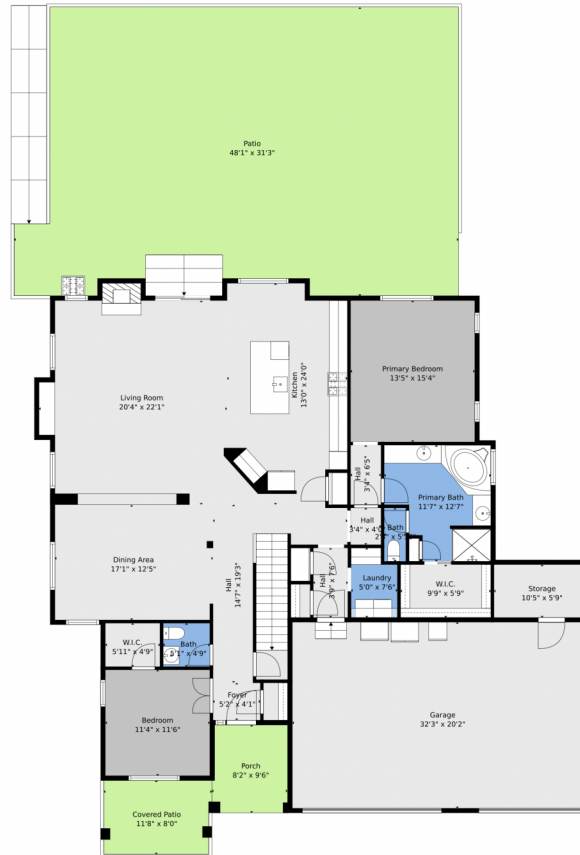 Patio
48'1" x 31'3"
Living Room
20'4" x 22'1"
Kitchen
13'0" x 24'0"
Primary Bedroom
13'5" x 15'4"
Hall
3'4" x 6'5"
Primary Bath
11'7" x 12'7"
Hall
3'4" x 4'0"
Bath
Dining Area
17'1" x 12'5"
Hall
14'7" x 19'3"
Hall
3'9" x 7'6"
Laundry
5'0" x 7'6"
W.I.C.
9'9" x 5'9"
Storage
10'5" x 5'9"
W.I.C.
5'11" x 4'9"
Bath
5'1" x 4'9"
Bedroom
11'4" x 11'6"
Foyer
5'2" x 4'1"
Garage
32'3" x 20'2"
Porch
8'2" x 9'6"
Covered Patio
11'8" x 8'0"